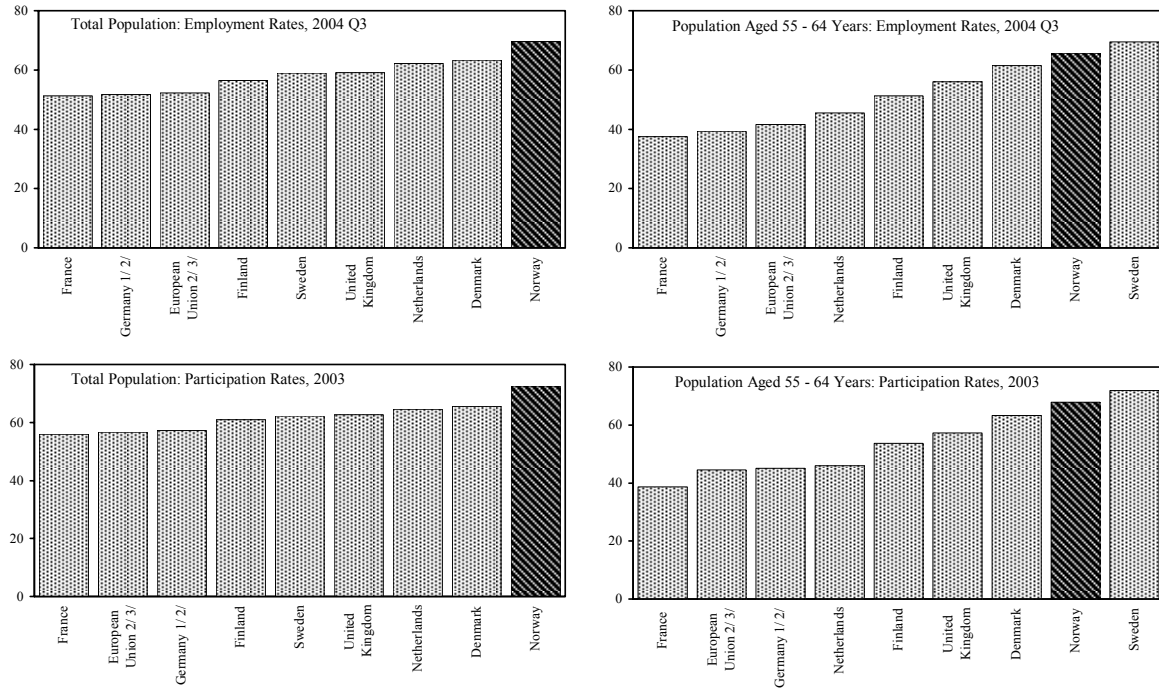 Total Population: Employment Rates, 2004 Q3
80
60
40
20
0
France
Germany 1/ 2/
European
Union 2/ 3/
Finland
Sweden
United
Kingdom
Netherlands
Denmark
Norway
Population Aged 55 - 64 Years: Employment Rates, 2004 Q3
80
60
40
20
0
France
Germany 1/ 2/
European
Union 2/ 3/
Netherlands
Finland
United
Kingdom
Denmark
Norway
Sweden
Total Population: Participation Rates, 2003
80
60
40
20
0
France
European
Union 2/ 3/
Germany 1/ 2/
Finland
Sweden
United
Kingdom
Netherlands
Denmark
Norway
Population Aged 55 - 64 Years: Participation Rates, 2003
80
60
40
20
0
France
European
Union 2/ 3/
Germany 1/ 2/
Netherlands
Finland
United
Kingdom
Denmark
Norway
Sweden